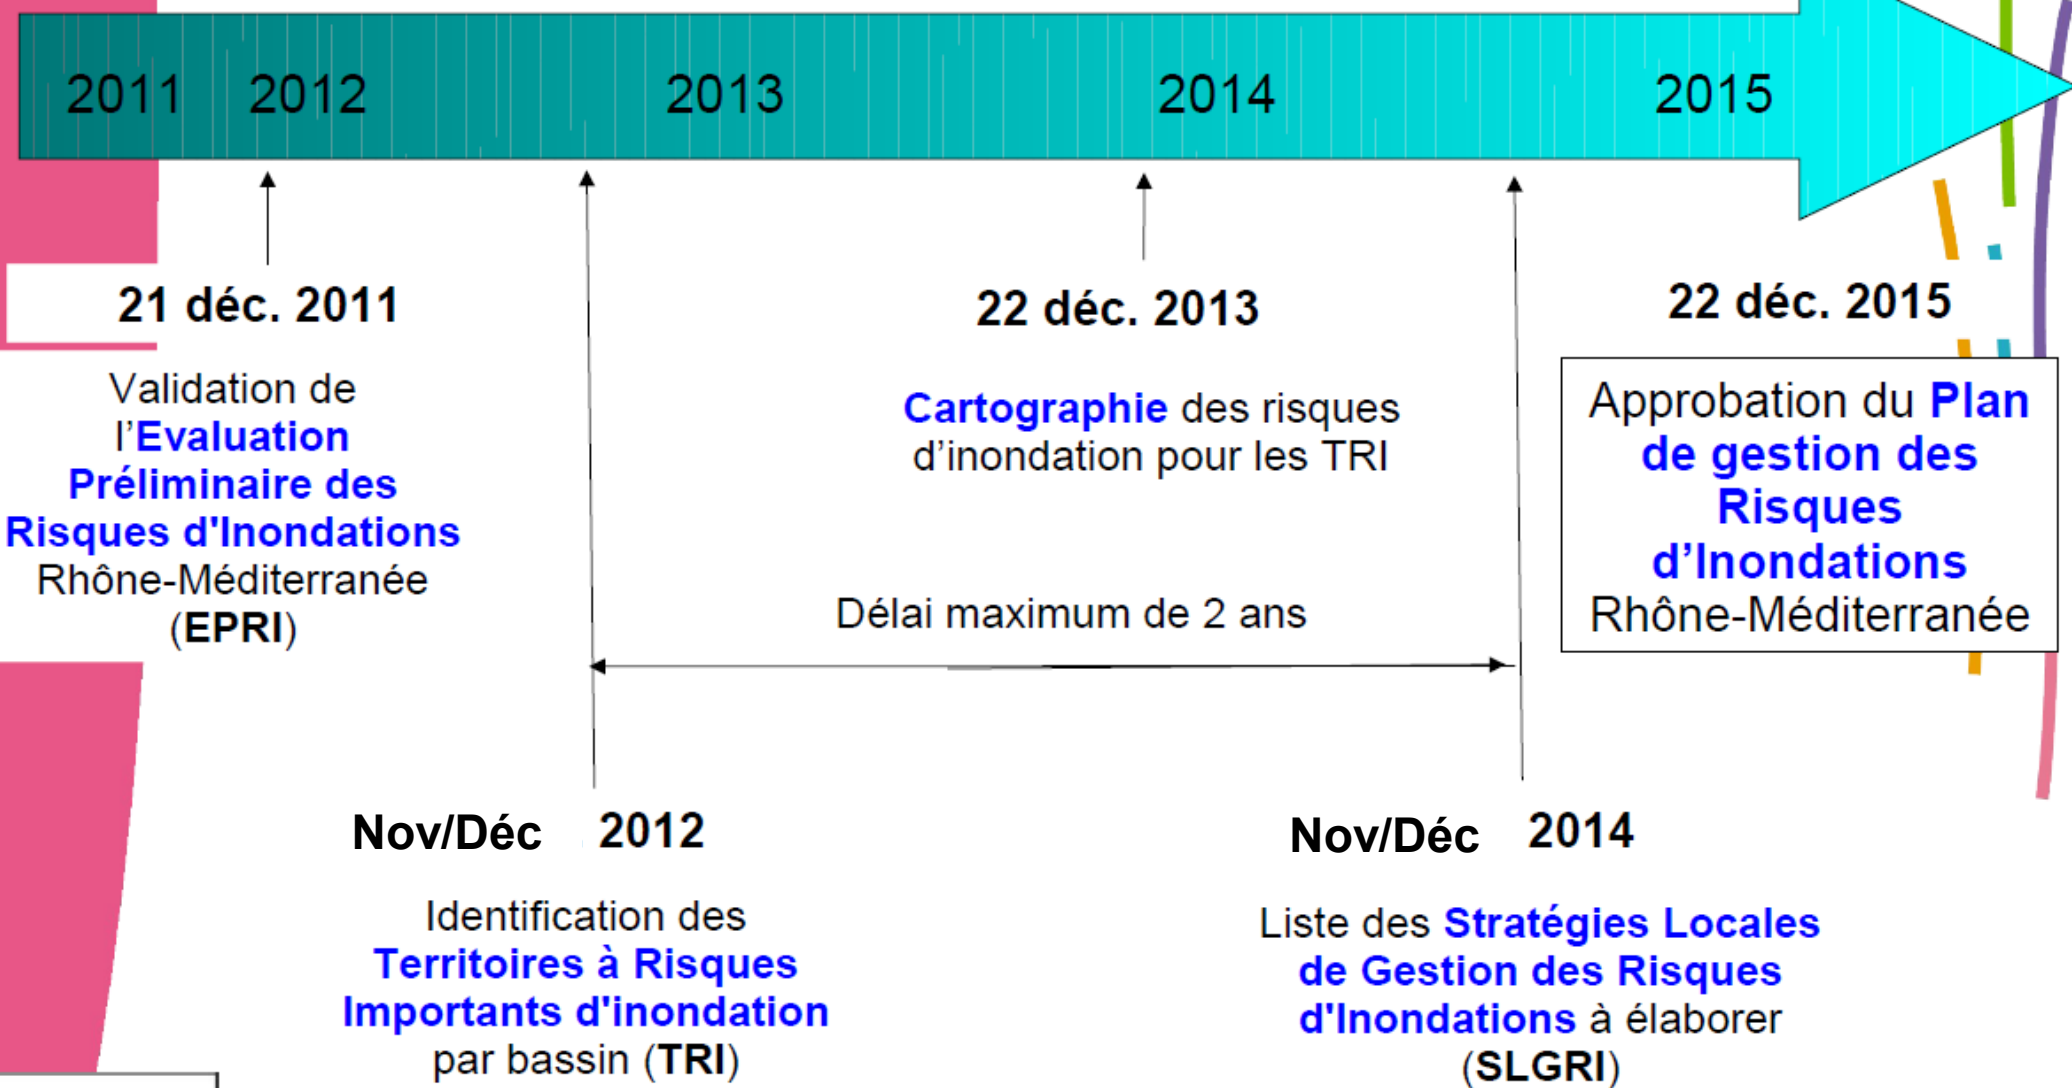 2011 2012 2013 2014 2015
21 déc. 2011
Validation de
l’Evaluation
Préliminaire des
Risques d'Inondations
Rhône-Méditerranée
(EPRI)
22 déc. 2013
Cartographie des risques
d’inondation pour les TRI
22 déc. 2015
Approbation du Plan
de gestion des
Risques
d’Inondations
Rhône-Méditerranée
Délai maximum de 2 ans
Nov/Déc 2012
Identification des
Territoires à Risques
Importants d'inondation
par bassin (TRI)
Nov/Déc 2014
Liste des Stratégies Locales
de Gestion des Risques
d'Inondations à élaborer
(SLGRI)